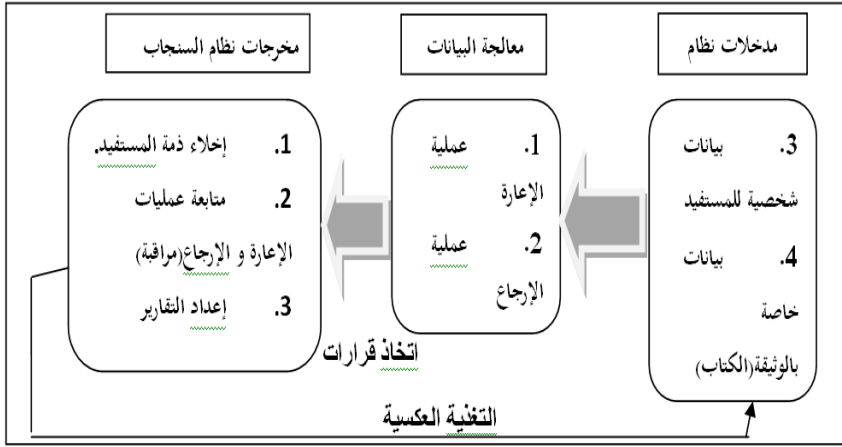 مدخلات نظام
معالجة البيانات
مخرجات نظام السنجاب
3. بيانات
شخصية للمستفيد
4. بيانات
خاصة
بالوثيقة(الكتاب)
1. عملية
الإعارة
2. عملية
الإرجاع
1. إخلاء ذمة المستفيد.
2. متابعة عمليات
الإعارة و الإرجاع(مراقبة)
3. إعداد التقارير
اتخاذ قرارات
التغذية العكسية